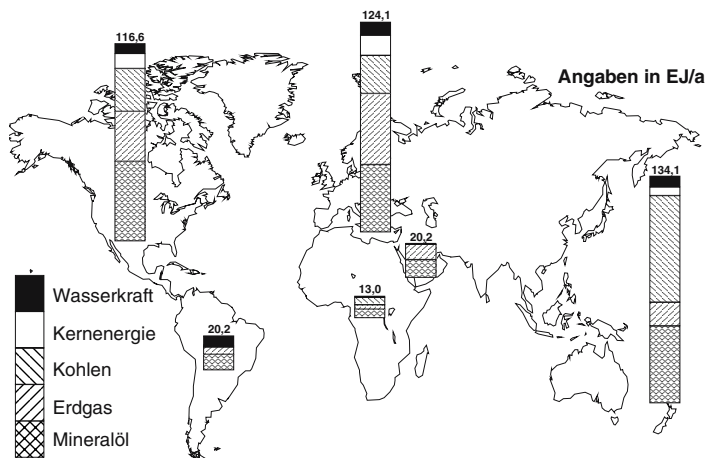 124,1
116,6
Angaben in EJ/a
134,1
20,2
13,0
20,2
Wasserkraft
Kernenergie
Kohlen
Erdgas
Mineralöl